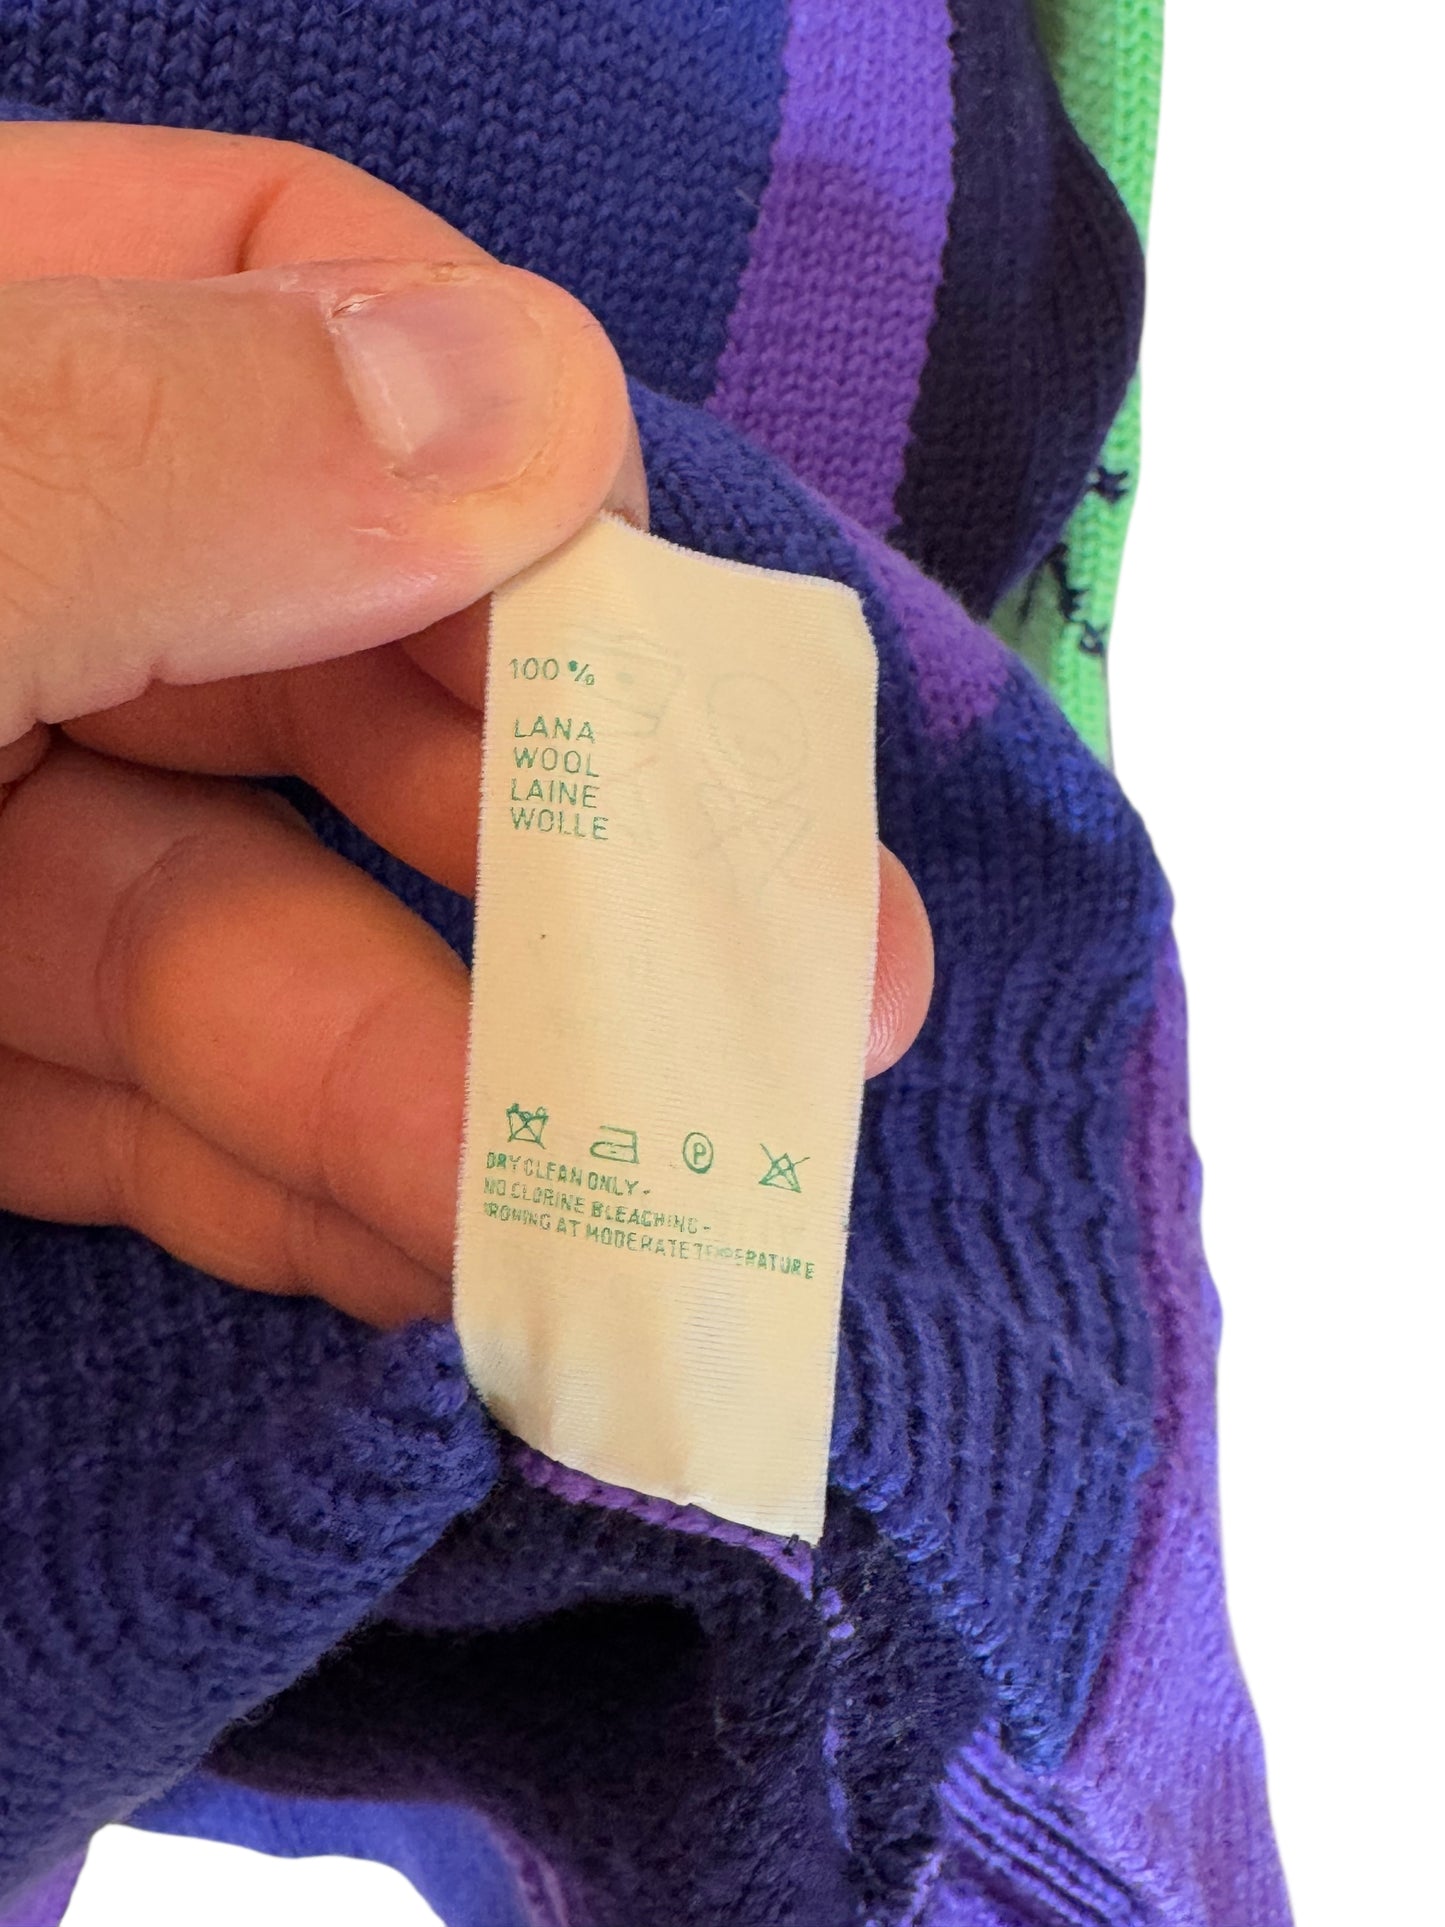 100%
LANA
WOOL
LAINE
WOLLE
P
DRY CLEAN ONLY -
NO CLORINE BLEACHING -
IRONING AT MODERATE TEMPERATURE